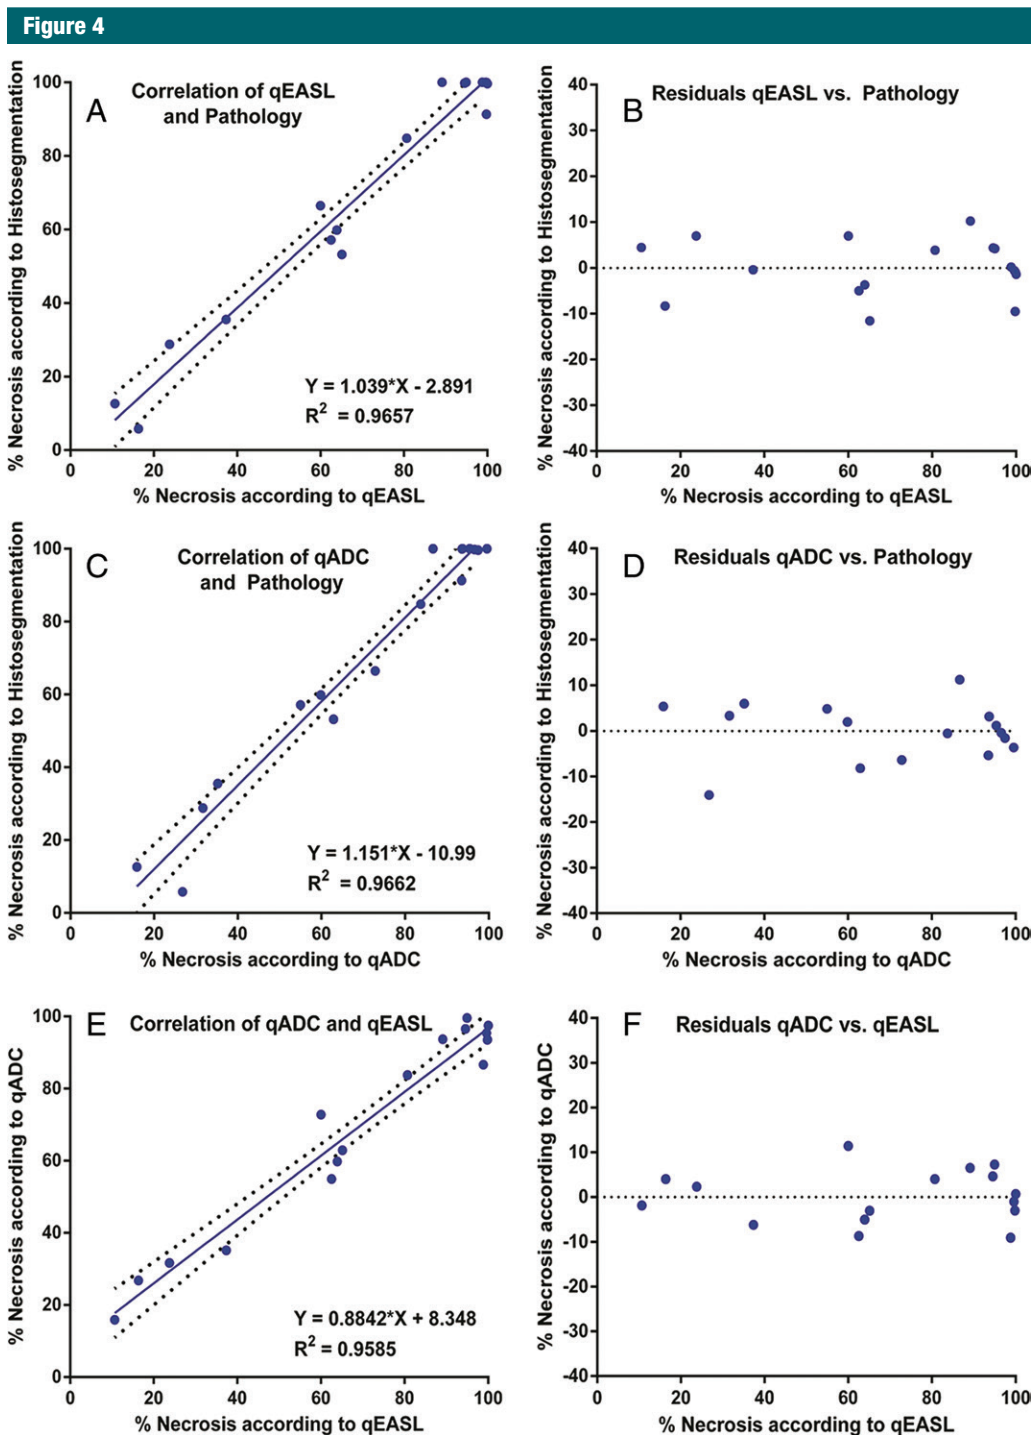 Figure 4
A
Correlation of qEASL
and Pathology
% Necrosis according to Histosegmentation
100
80
60
40
20
0
Y = 1.039*X - 2.891
R2 = 0.9657
0 20 40 60 80 100
% Necrosis according to qEASL
B
Residuals qEASL vs. Pathology
% Necrosis according to Histosegmentation
40
30
20
10
0
-10
-20
-30
-40
0 20 40 60 80 100
% Necrosis according to qEASL
C
Correlation of qADC
and Pathology
% Necrosis according to Histosegmentation
100
80
60
40
20
0
Y = 1.151*X - 10.99
R2 = 0.9662
0 20 40 60 80 100
% Necrosis according to qADC
D
Residuals qADC vs. Pathology
% Necrosis according to Histosegmentation
40
30
20
10
0
-10
-20
-30
-40
0 20 40 60 80 100
% Necrosis according to qADC
E
Correlation of qADC and qEASL
% Necrosis according to qADC
100
80
60
40
20
0
Y = 0.8842*X + 8.348
R2 = 0.9585
0 20 40 60 80 100
% Necrosis according to qEASL
F
Residuals qADC vs. qEASL
% Necrosis according to qADC
40
30
20
10
0
-10
-20
-30
-40
0 20 40 60 80 100
% Necrosis according to qEASL